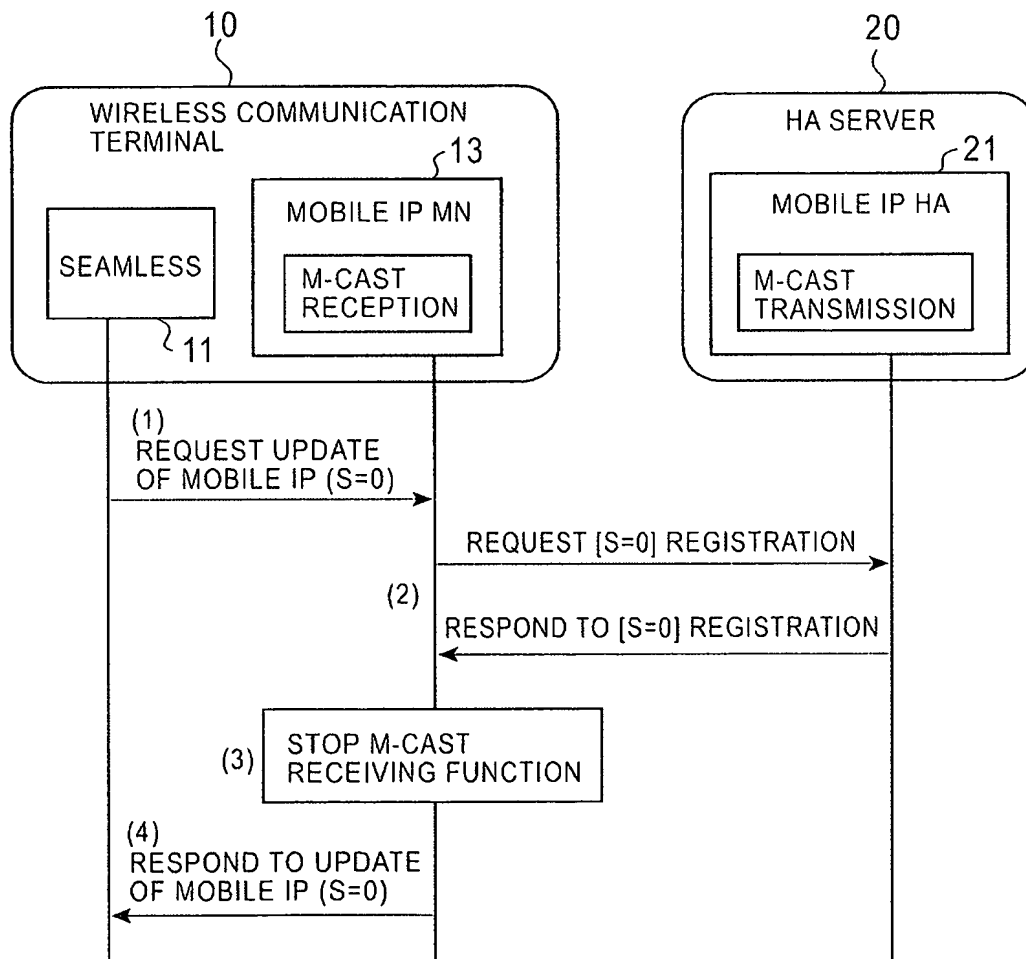 10
20
WIRELESS COMMUNICATION
TERMINAL
HA SERVER
13
21
MOBILE IP MN
MOBILE IP HA
SEAMLESS
M-CAST
RECEPTION
M-CAST
TRANSMISSION
11
(1)
REQUEST UPDATE
OF MOBILE IP (S=0)
REQUEST [S=0] REGISTRATION
(2)
RESPOND TO [S=0] REGISTRATION
(3)
STOP M-CAST
RECEIVING FUNCTION
(4)
RESPOND TO UPDATE
OF MOBILE IP (S=0)